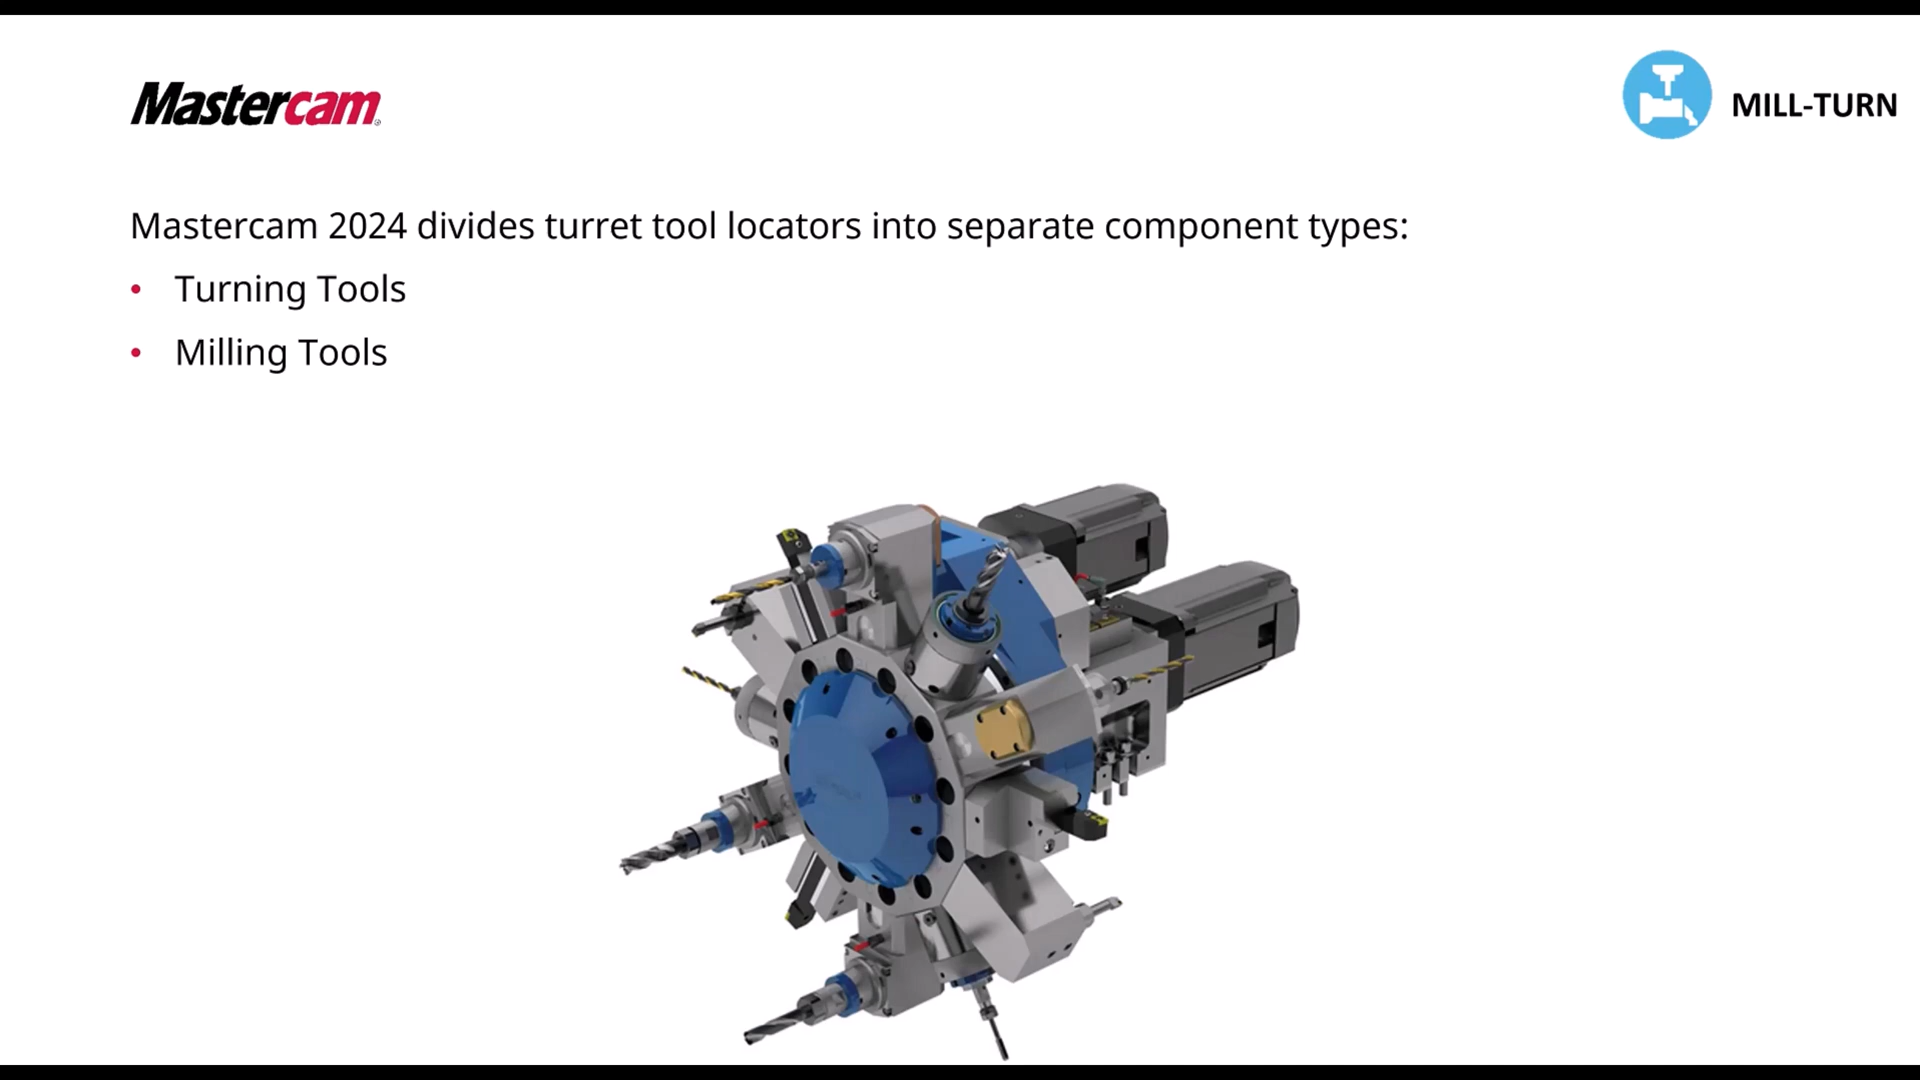 Mastercam
MILL-TURN
Mastercam 2024 divides turret tool locators into separate component types:
• Turning Tools
• Milling Tools